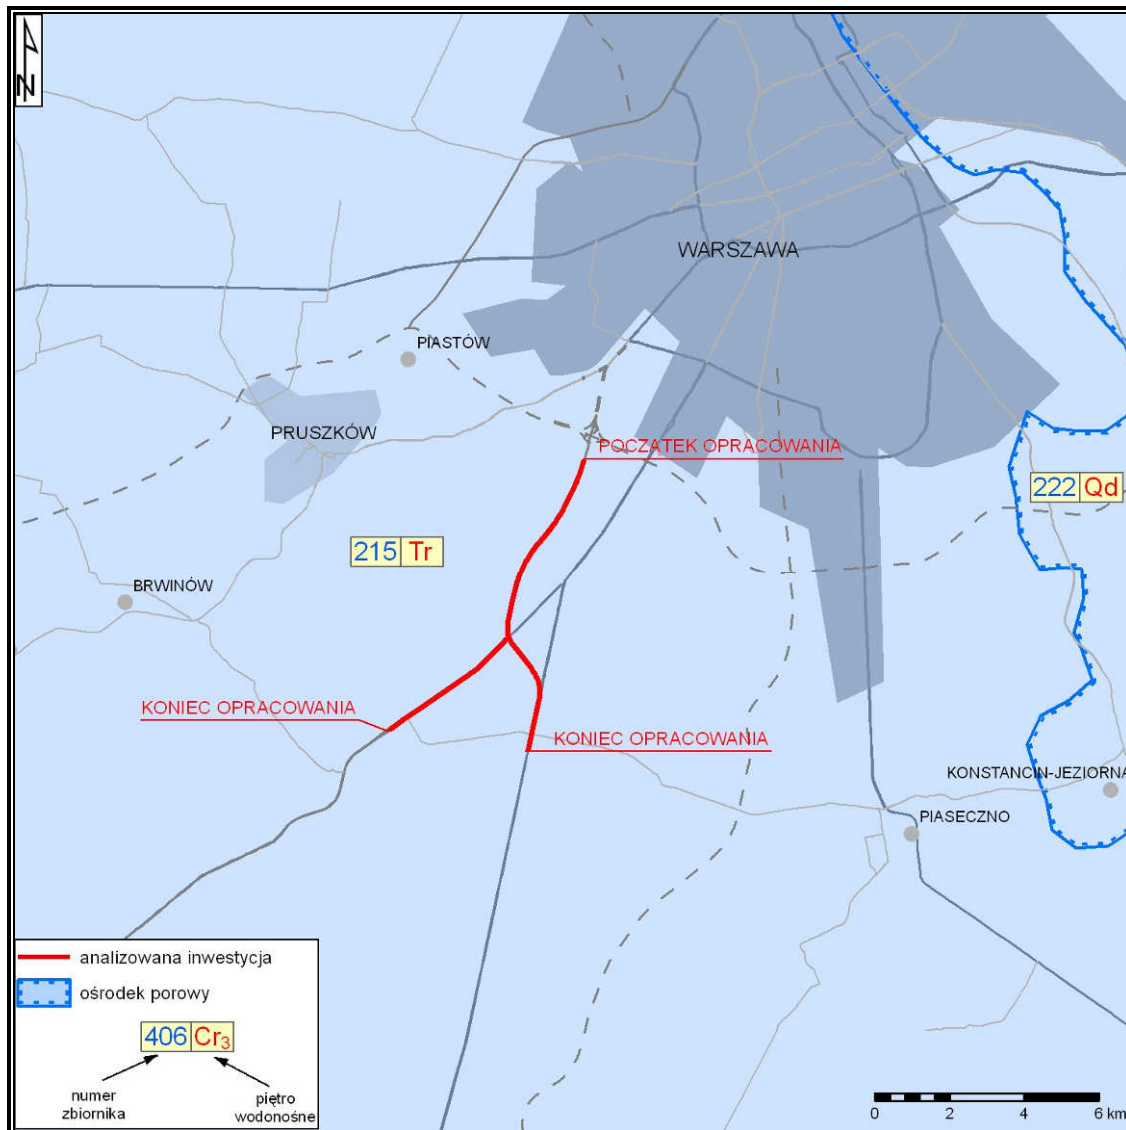 N
WARSZAWA
PIASTÓW
PRUSZKÓW
POCZĄTEK OPRACOWANIA
222 Qd
215 Tr
BRWINÓW
KONIEC OPRACOWANIA
KONIEC OPRACOWANIA
KONSTANCIN-JEZIORNA
PIASECZNO
analizowana inwestycja
ośrodek porowy
406 Cr₃
numer
zbiornika
piętro
wodonośne
0 2 4 6 km